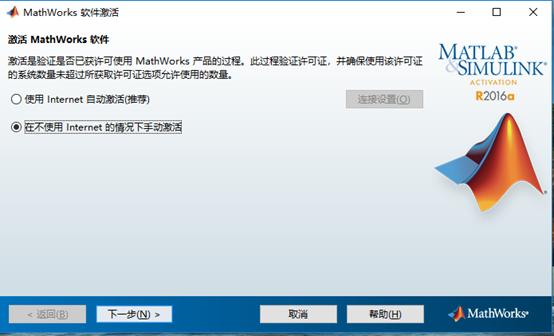 MathWorks 软件激活
激活 MathWorks 软件
激活是验证是否已获许可使用 MathWorks 产品的过程。此过程验证许可证，并确保使用该许可证
的系统数量未超过所获许可证选项允许使用的数量。
使用 Internet 自动激活(推荐)
连接设置(O)
在不使用 Internet 的情况下手动激活
MATLAB®
&SIMULINK®
ACTIVATION
R2016a
< 返回(B)
下一步(N) >
取消
帮助(H)
MathWorks®